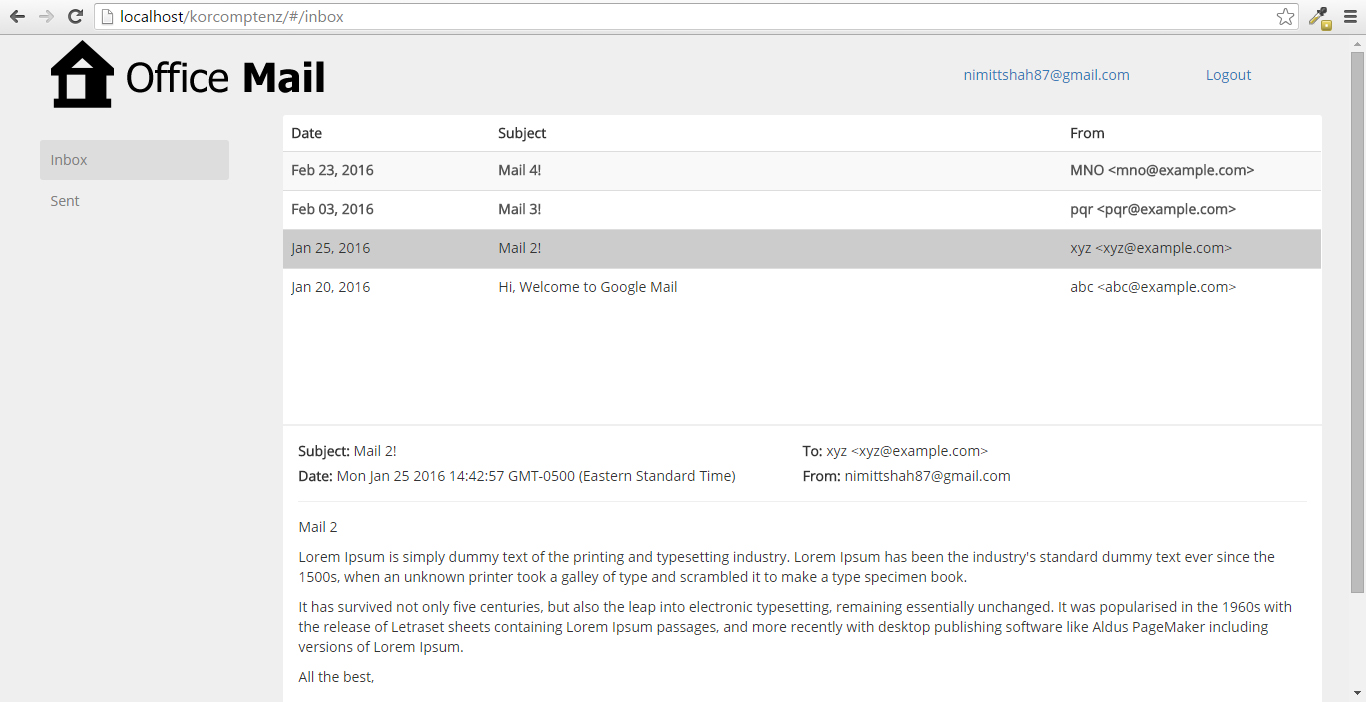 localhost/korcomptenz/#/inbox
Office Mail
nimittshah87@gmail.com Logout
Inbox
Sent
Date Subject From
Feb 23, 2016 Mail 4! MNO <mno@example.com>
Feb 03, 2016 Mail 3! pqr <pqr@example.com>
Jan 25, 2016 Mail 2! xyz <xyz@example.com>
Jan 20, 2016 Hi, Welcome to Google Mail abc <abc@example.com>
Subject: Mail 2! To: xyz <xyz@example.com>
Date: Mon Jan 25 2016 14:42:57 GMT-0500 (Eastern Standard Time) From: nimittshah87@gmail.com
Mail 2
Lorem Ipsum is simply dummy text of the printing and typesetting industry. Lorem Ipsum has been the industry's standard dummy text ever since the
1500s, when an unknown printer took a galley of type and scrambled it to make a type specimen book.
It has survived not only five centuries, but also the leap into electronic typesetting, remaining essentially unchanged. It was popularised in the 1960s with
the release of Letraset sheets containing Lorem Ipsum passages, and more recently with desktop publishing software like Aldus PageMaker including
versions of Lorem Ipsum.
All the best,